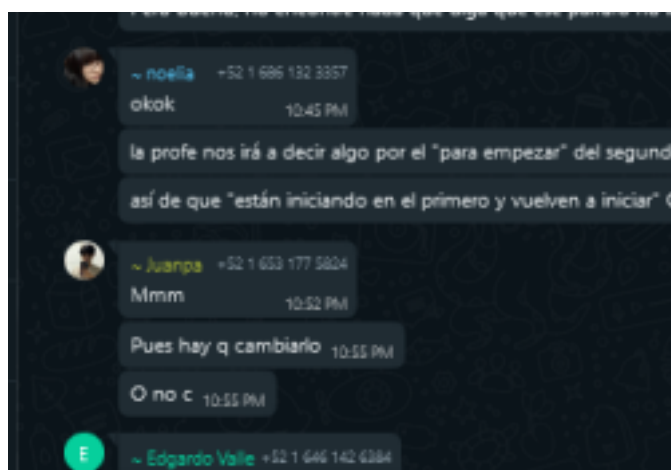 ~ noelia +52 1 686 132 3357
okok 10:45 PM
la profe nos irá a decir algo por el "para empezar" del segund
así de que "están iniciando en el primero y vuelven a iniciar"
~ Juanpa +52 1 653 177 5824
Mmm 10:52 PM
Pues hay q cambiarlo 10:55 PM
O no c 10:55 PM
E
~ Edgardo Valle +52 1 646 142 6384